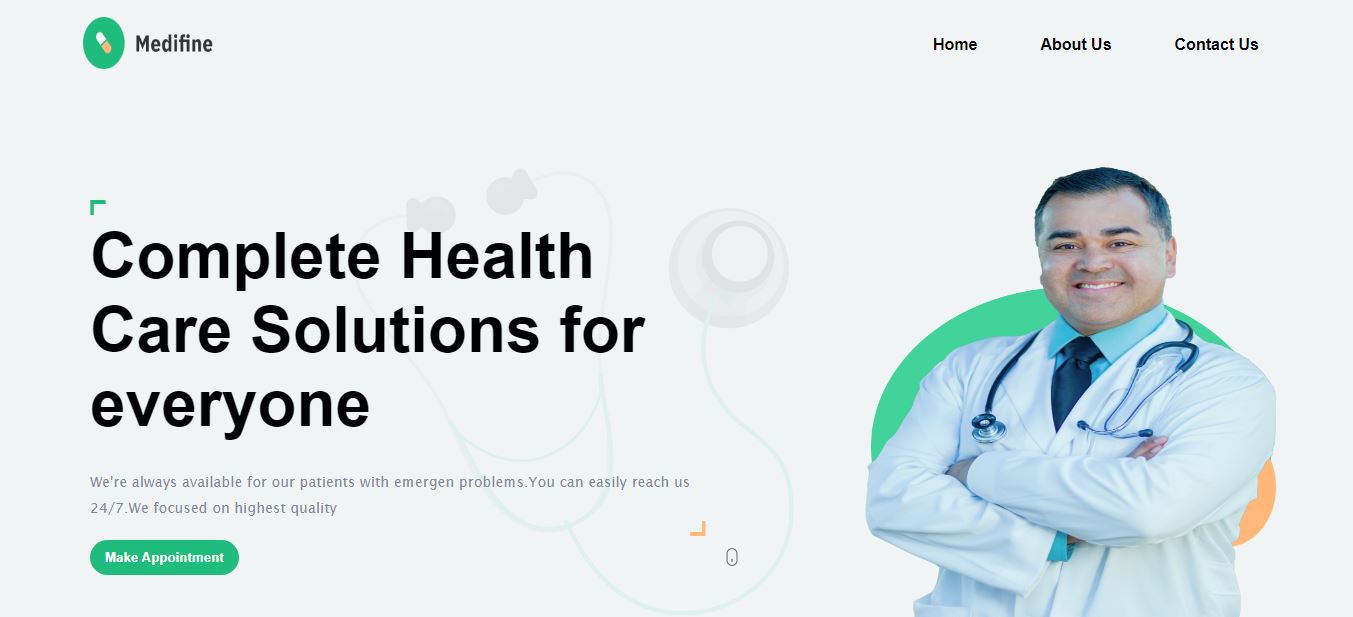 Medifine
Home
About Us
Contact Us
Complete Health
Care Solutions for
everyone
We're always available for our patients with emergen problems.You can easily reach us
24/7.We focused on highest quality
Make Appointment